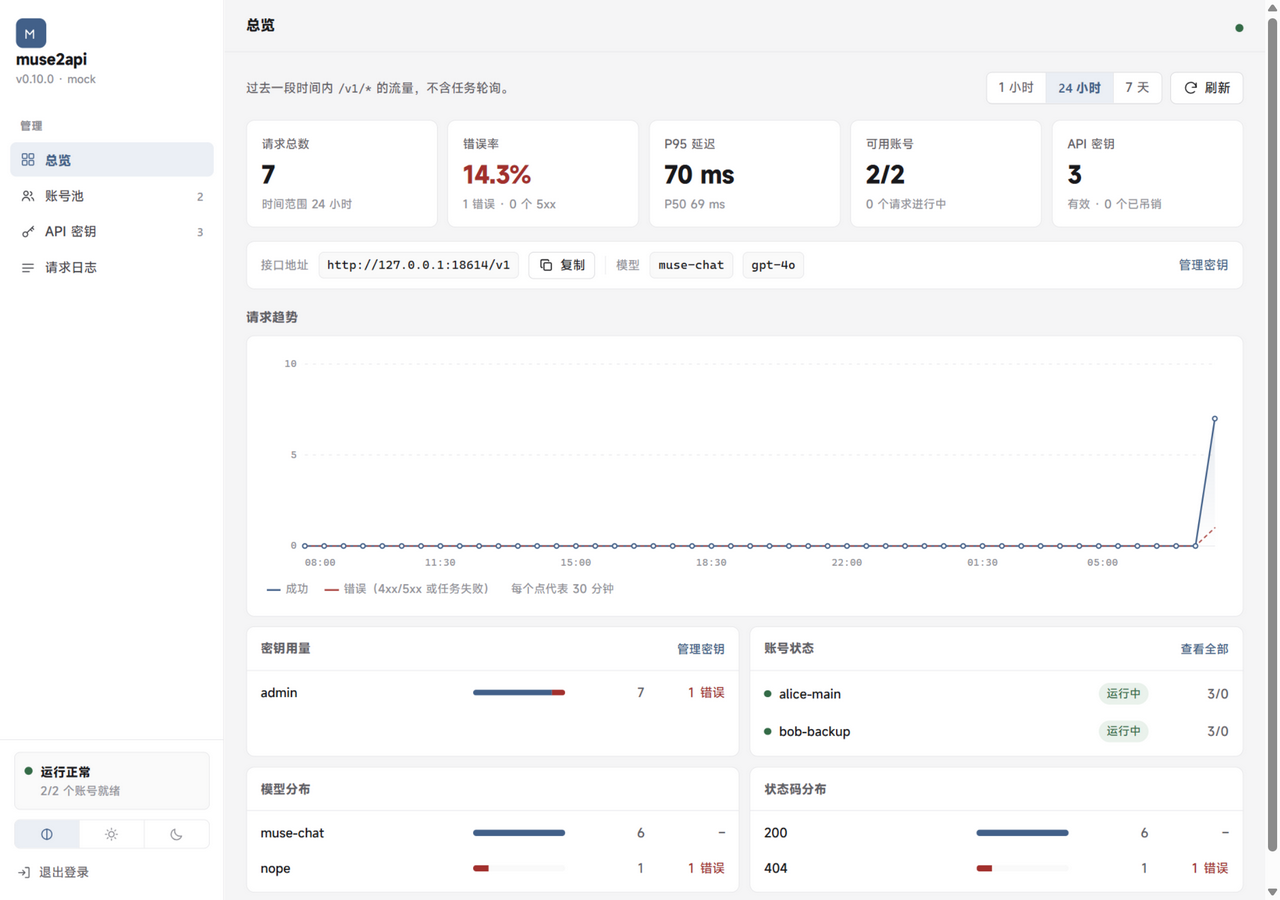 M
muse2api
v0.10.0 · mock
管理
总览
账号池 2
API 密钥 3
请求日志
运行正常
2/2 个账号就绪
退出登录
总览
过去一段时间内 /v1/* 的流量，不含任务轮询。
1 小时 24 小时 7 天 刷新
请求总数
7
时间范围 24 小时
错误率
14.3%
1 错误 · 0 个 5xx
P95 延迟
70 ms
P50 69 ms
可用账号
2/2
0 个请求进行中
API 密钥
3
有效 · 0 个已吊销
接口地址 http://127.0.0.1:18614/v1 复制 模型 muse-chat gpt-4o 管理密钥
请求趋势
10
5
0
08:00 11:30 15:00 18:30 22:00 01:30 05:00
成功 错误（4xx/5xx 或任务失败） 每个点代表 30 分钟
密钥用量 管理密钥
admin 7 1 错误
账号状态 查看全部
alice-main 运行中 3/0
bob-backup 运行中 3/0
模型分布
muse-chat 6 –
nope 1 1 错误
状态码分布
200 6 –
404 1 1 错误